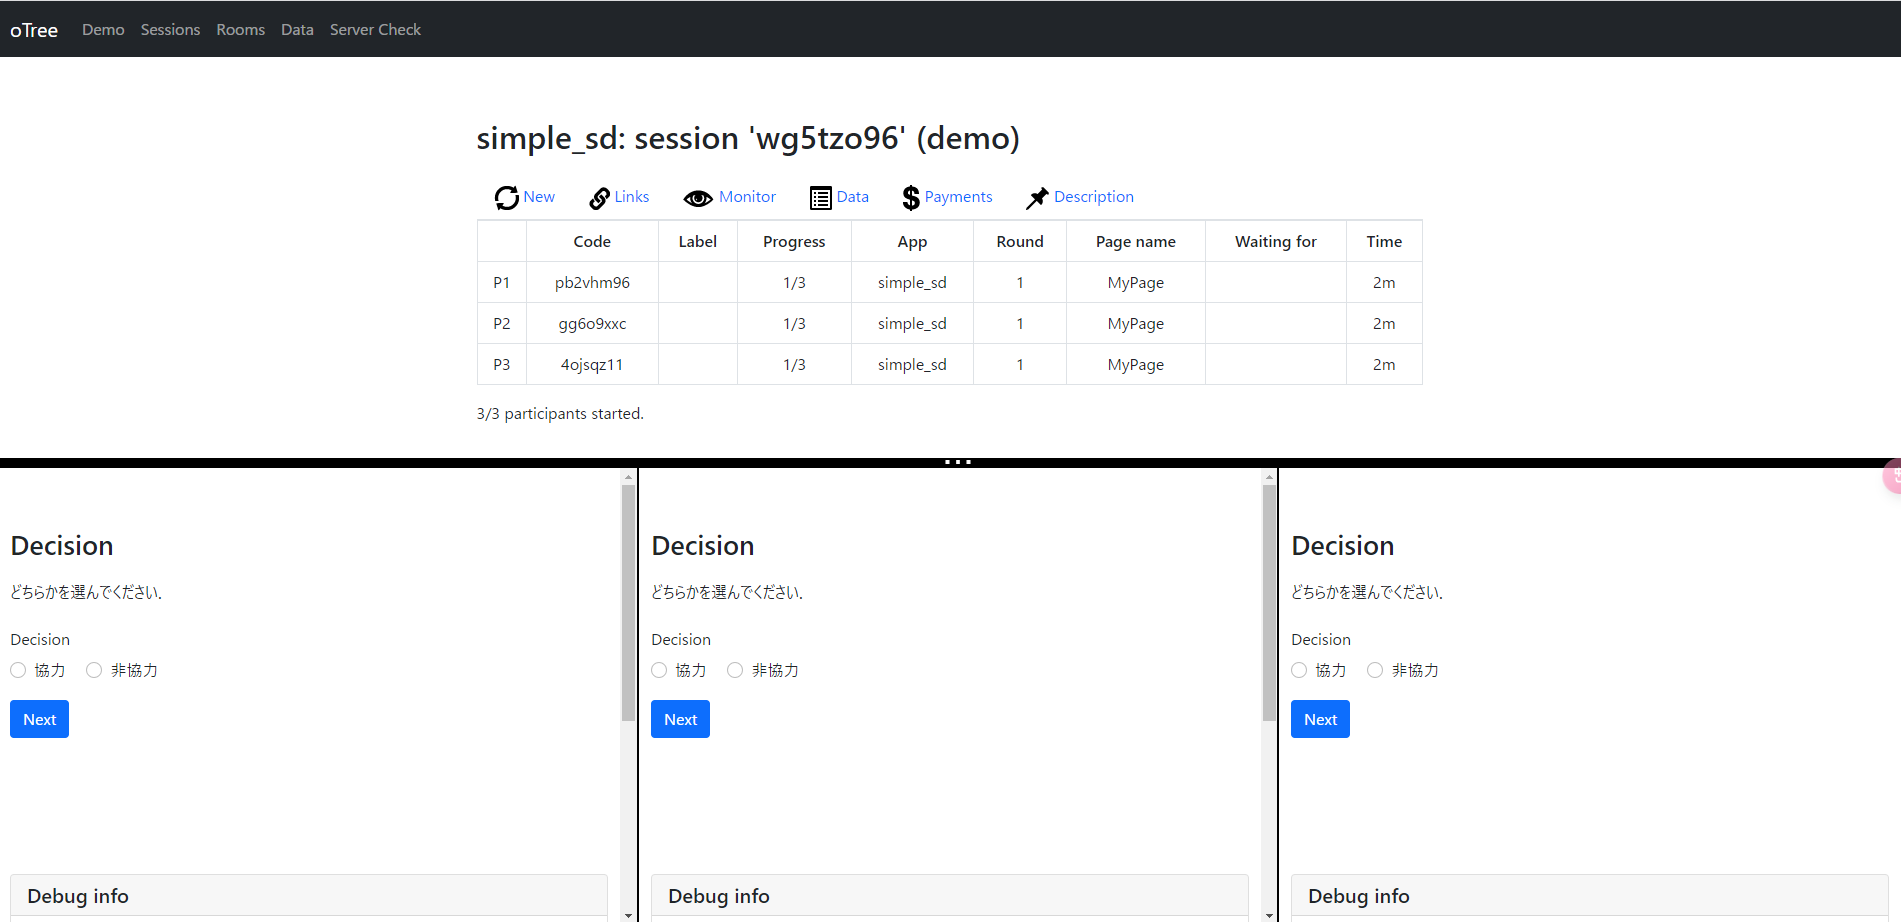 oTree Demo Sessions Rooms Data Server Check
simple_sd: session 'wg5tzo96' (demo)
New Links Monitor Data Payments Description
Code Label Progress App Round Page name Waiting for Time
P1 pb2vhm96 1/3 simple_sd 1 MyPage 2m
P2 gg6o9xxc 1/3 simple_sd 1 MyPage 2m
P3 4ojsqz11 1/3 simple_sd 1 MyPage 2m
3/3 participants started.
Decision
どちらかを選んでください.
Decision
協力 非協力
Next
Debug info
Decision
どちらかを選んでください.
Decision
協力 非協力
Next
Debug info
Decision
どちらかを選んでください.
Decision
協力 非協力
Next
Debug info